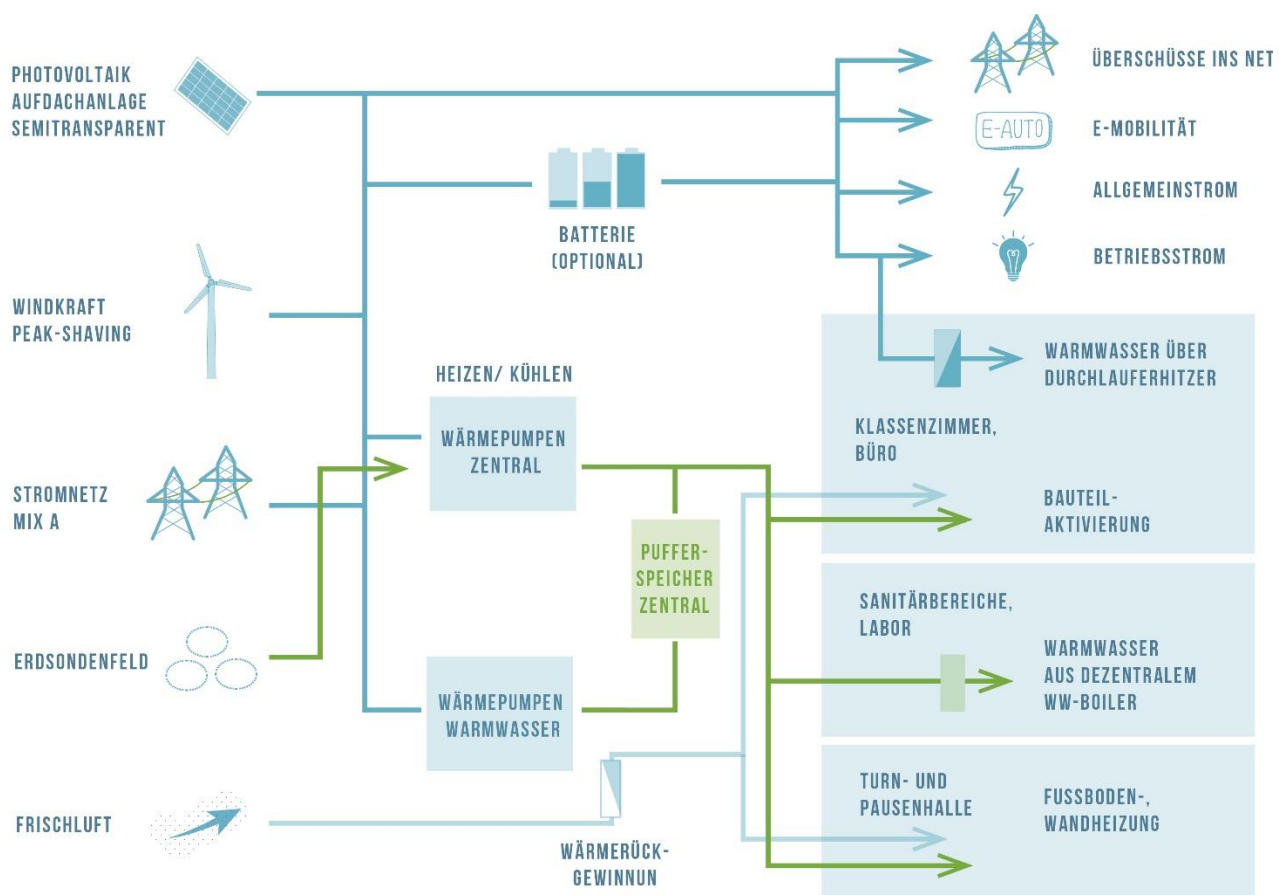 PHOTOVOLTAIK
AUFDACHANLAGE
SEMITRANSPARENT
WINDKRAFT
PEAK-SHAVING
STROMNETZ
MIX A
ERDSONDENFELD
FRISCHLUFT
BATTERIE
(OPTIONAL)
HEIZEN/ KÜHLEN
WÄRMEPUMPEN
ZENTRAL
PUFFER-
SPEICHER
ZENTRAL
WÄRMEPUMPEN
WARMWASSER
WÄRMERÜCK-
GEWINNUN
ÜBERSCHÜSSE INS NET
E-AUTO
E-MOBILITÄT
ALLGEMEINSTROM
BETRIEBSSTROM
WARMWASSER ÜBER
DURCHLAUFERHITZER
KLASSENZIMMER,
BÜRO
BAUTEIL-
AKTIVIERUNG
SANITÄRBEREICHE,
LABOR
WARMWASSER
AUS DEZENTRALEM
WW-BOILER
TURN- UND
PAUSENHALLE
FUSSBODEN-,
WANDHEIZUNG